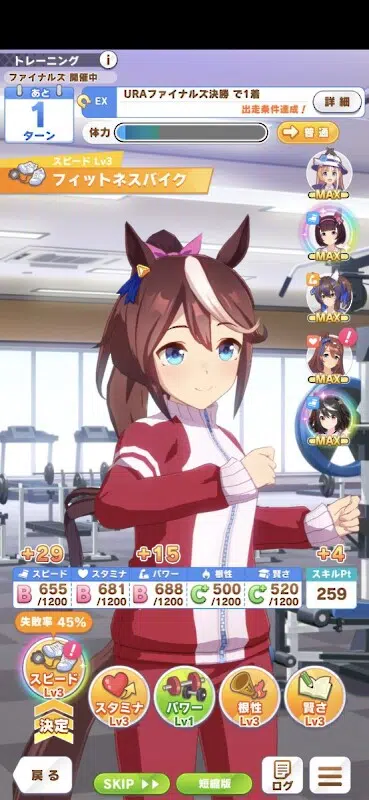 トレーニング i
ファイナルズ 開催中
あと
1
ターン
EX
URAファイナルズ決勝 で1着
出走条件達成!
詳細
体力
普通
スピード Lv3
フィットネスバイク
MAX
MAX
MAX
MAX
MAX
+29 +15 +4
スピード スタミナ パワー 根性 賢さ スキルPt
B 655 /1200
B 681 /1200
B 688 /1200
C+ 500 /1200
C+ 520 /1200
259
失敗率 45%
スピード Lv3
スタミナ Lv3
パワー Lv1
根性 Lv3
賢さ Lv3
決定
戻る
SKIP
短縮版
ログ